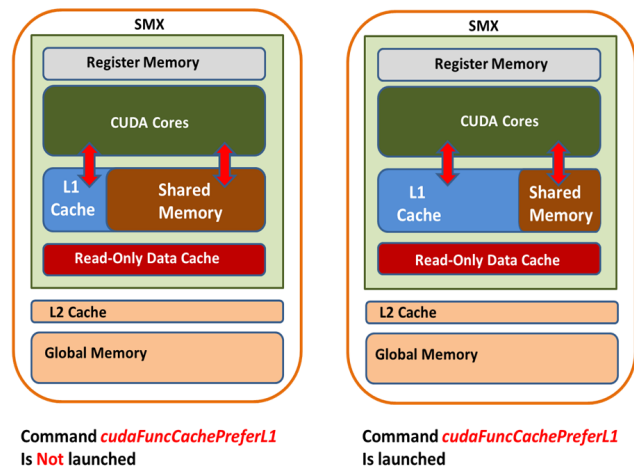 SMX
Register Memory
CUDA Cores
L1
Cache
Shared
Memory
Read-Only Data Cache
L2 Cache
Global Memory
Command cudaFuncCachePreferL1
Is Not launched
SMX
Register Memory
CUDA Cores
L1
Cache
Shared
Memory
Read-Only Data Cache
L2 Cache
Global Memory
Command cudaFuncCachePreferL1
Is launched